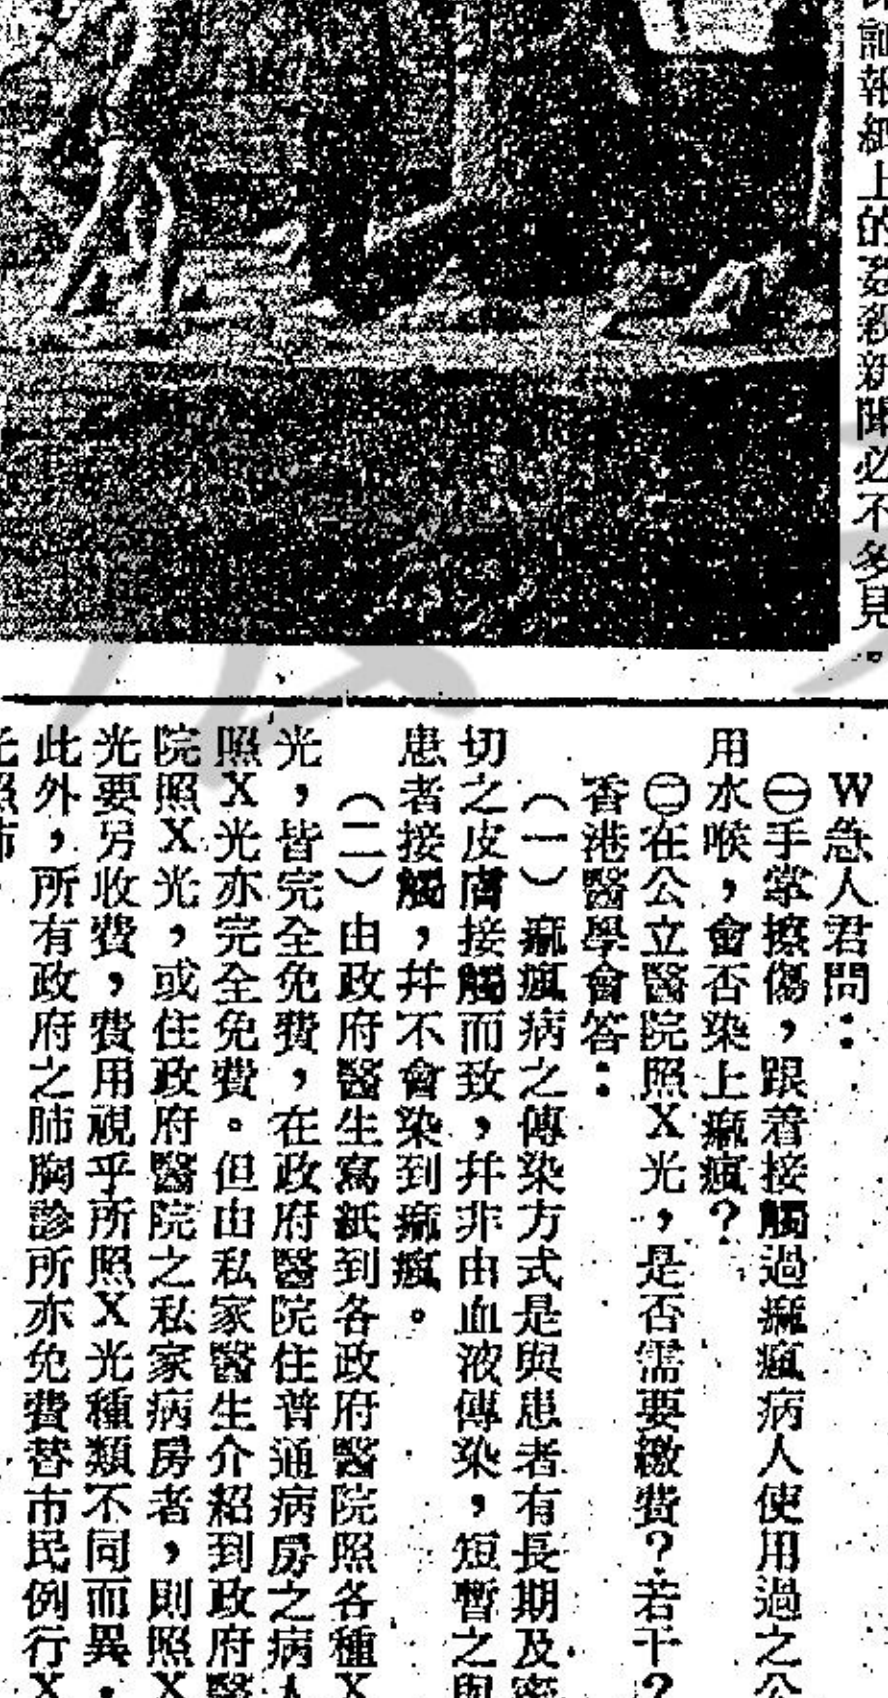 報紙上的姦殺新聞必不多見。
W急人君問：
㊀手掌擦傷，跟着接觸過痲瘋病人使用過之公
用水喉，會否染上痲瘋？
㊁在公立醫院照X光，是否需要繳費？若干？
香港醫學會答：
（一）痲瘋病之傳染方式是與患者有長期及密
切之皮膚接觸而致，幷非由血液傳染，短暫之與
患者接觸，幷不會染到痲瘋。
（二）由政府醫生寫紙到各政府醫院照各種X
光，皆完全免費，在政府醫院住普通病房之病人
照X光亦完全免費。但由私家醫生介紹到政府醫
院照X光，或住政府醫院之私家病房者，則照X
光要另收費，費用視乎所照X光種類不同而異，
此外，所有政府之肺胸診所亦免費替市民例行X
光照肺